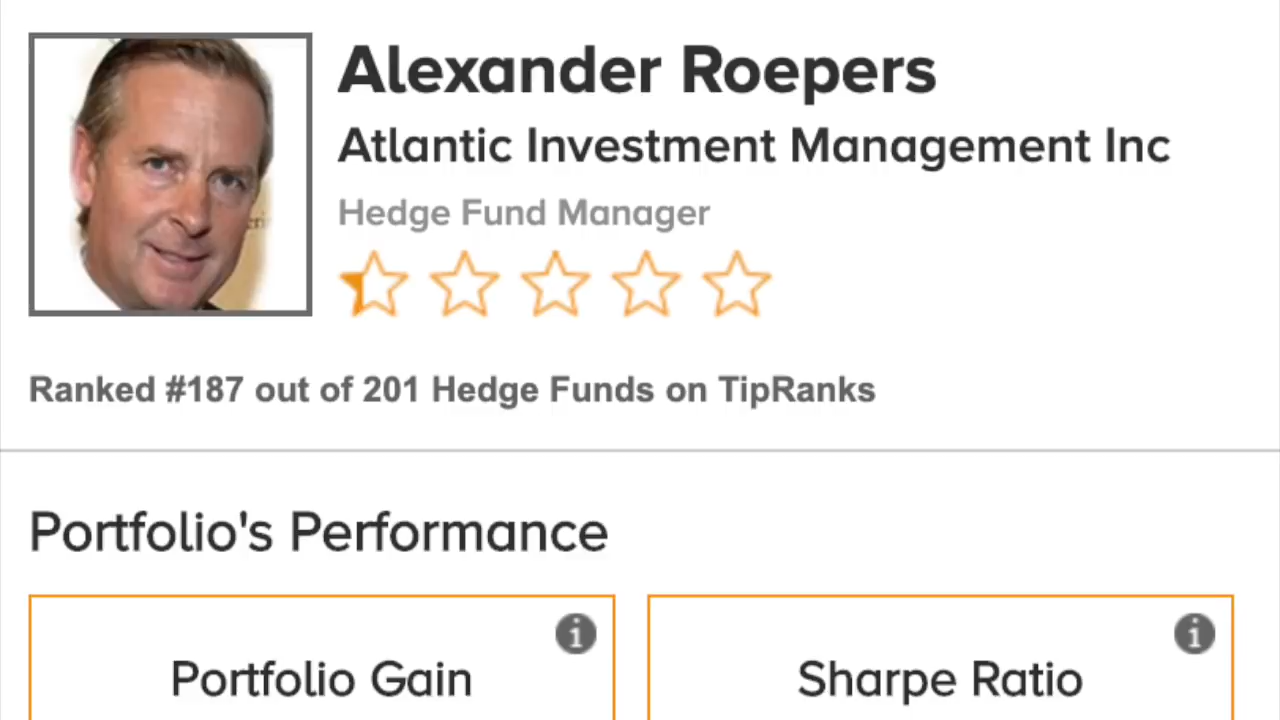 Alexander Roepers
Atlantic Investment Management Inc
Hedge Fund Manager
Ranked #187 out of 201 Hedge Funds on TipRanks
Portfolio's Performance
i
i
Portfolio Gain
Sharpe Ratio